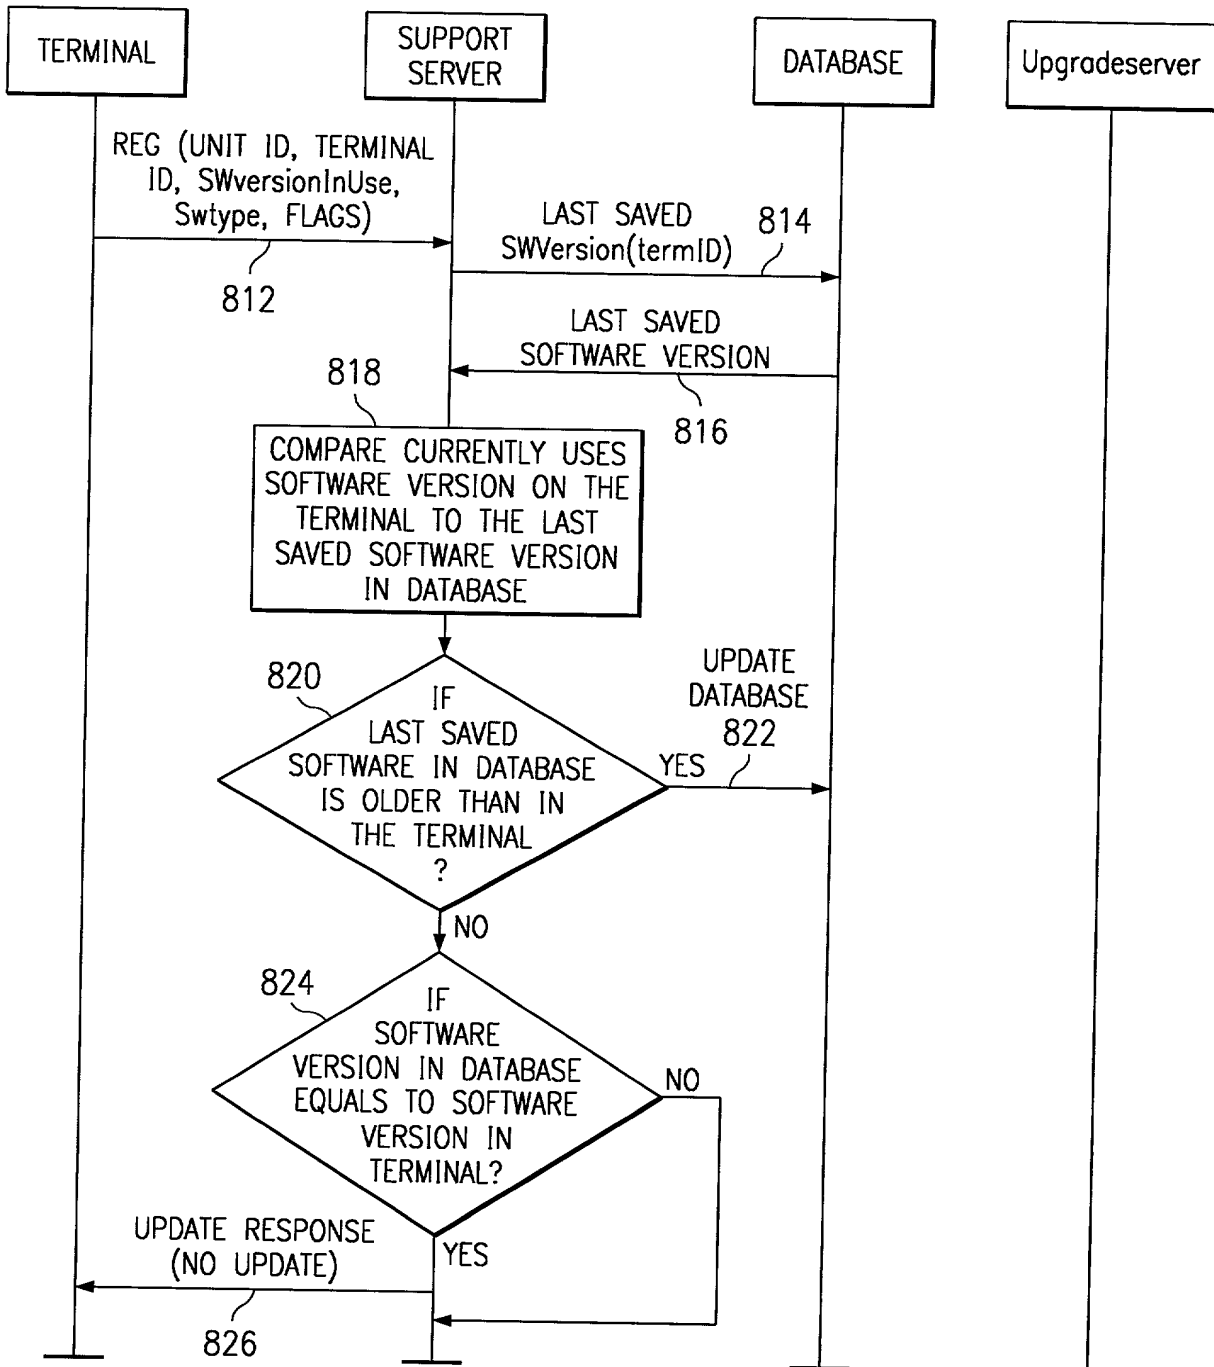 TERMINAL
SUPPORT
SERVER
DATABASE
Upgradeserver
REG (UNIT ID, TERMINAL
ID, SWversionInUse,
Swtype, FLAGS)
812
LAST SAVED
SWVersion(termID)
814
LAST SAVED
SOFTWARE VERSION
816
818
COMPARE CURRENTLY USES
SOFTWARE VERSION ON THE
TERMINAL TO THE LAST
SAVED SOFTWARE VERSION
IN DATABASE
820
IF
LAST SAVED
SOFTWARE IN DATABASE
IS OLDER THAN IN
THE TERMINAL
?
YES
UPDATE
DATABASE
822
NO
824
IF
SOFTWARE
VERSION IN DATABASE
EQUALS TO SOFTWARE
VERSION IN
TERMINAL?
NO
YES
UPDATE RESPONSE
(NO UPDATE)
826